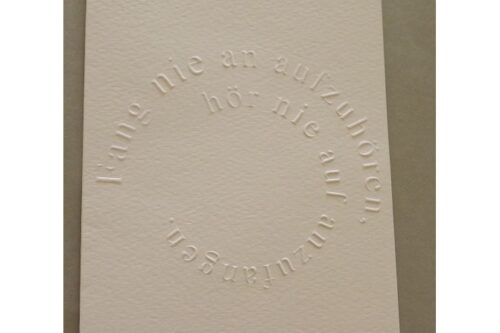 Fang nie an aufzuhören,
hör nie auf anzufangen.